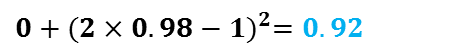 0 + (2 × 0.98 − 1)²= 0.92